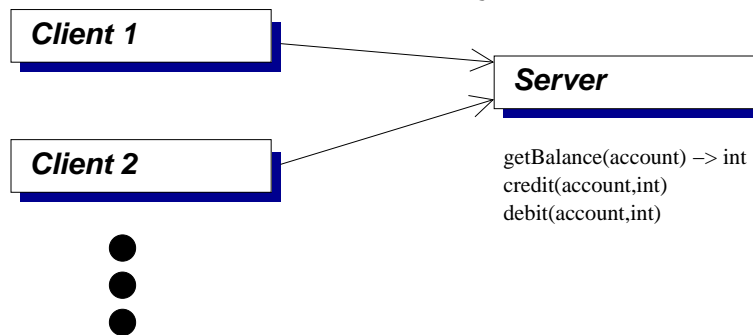 Client 1
Server
Client 2
getBalance(account) –> int
credit(account,int)
debit(account,int)